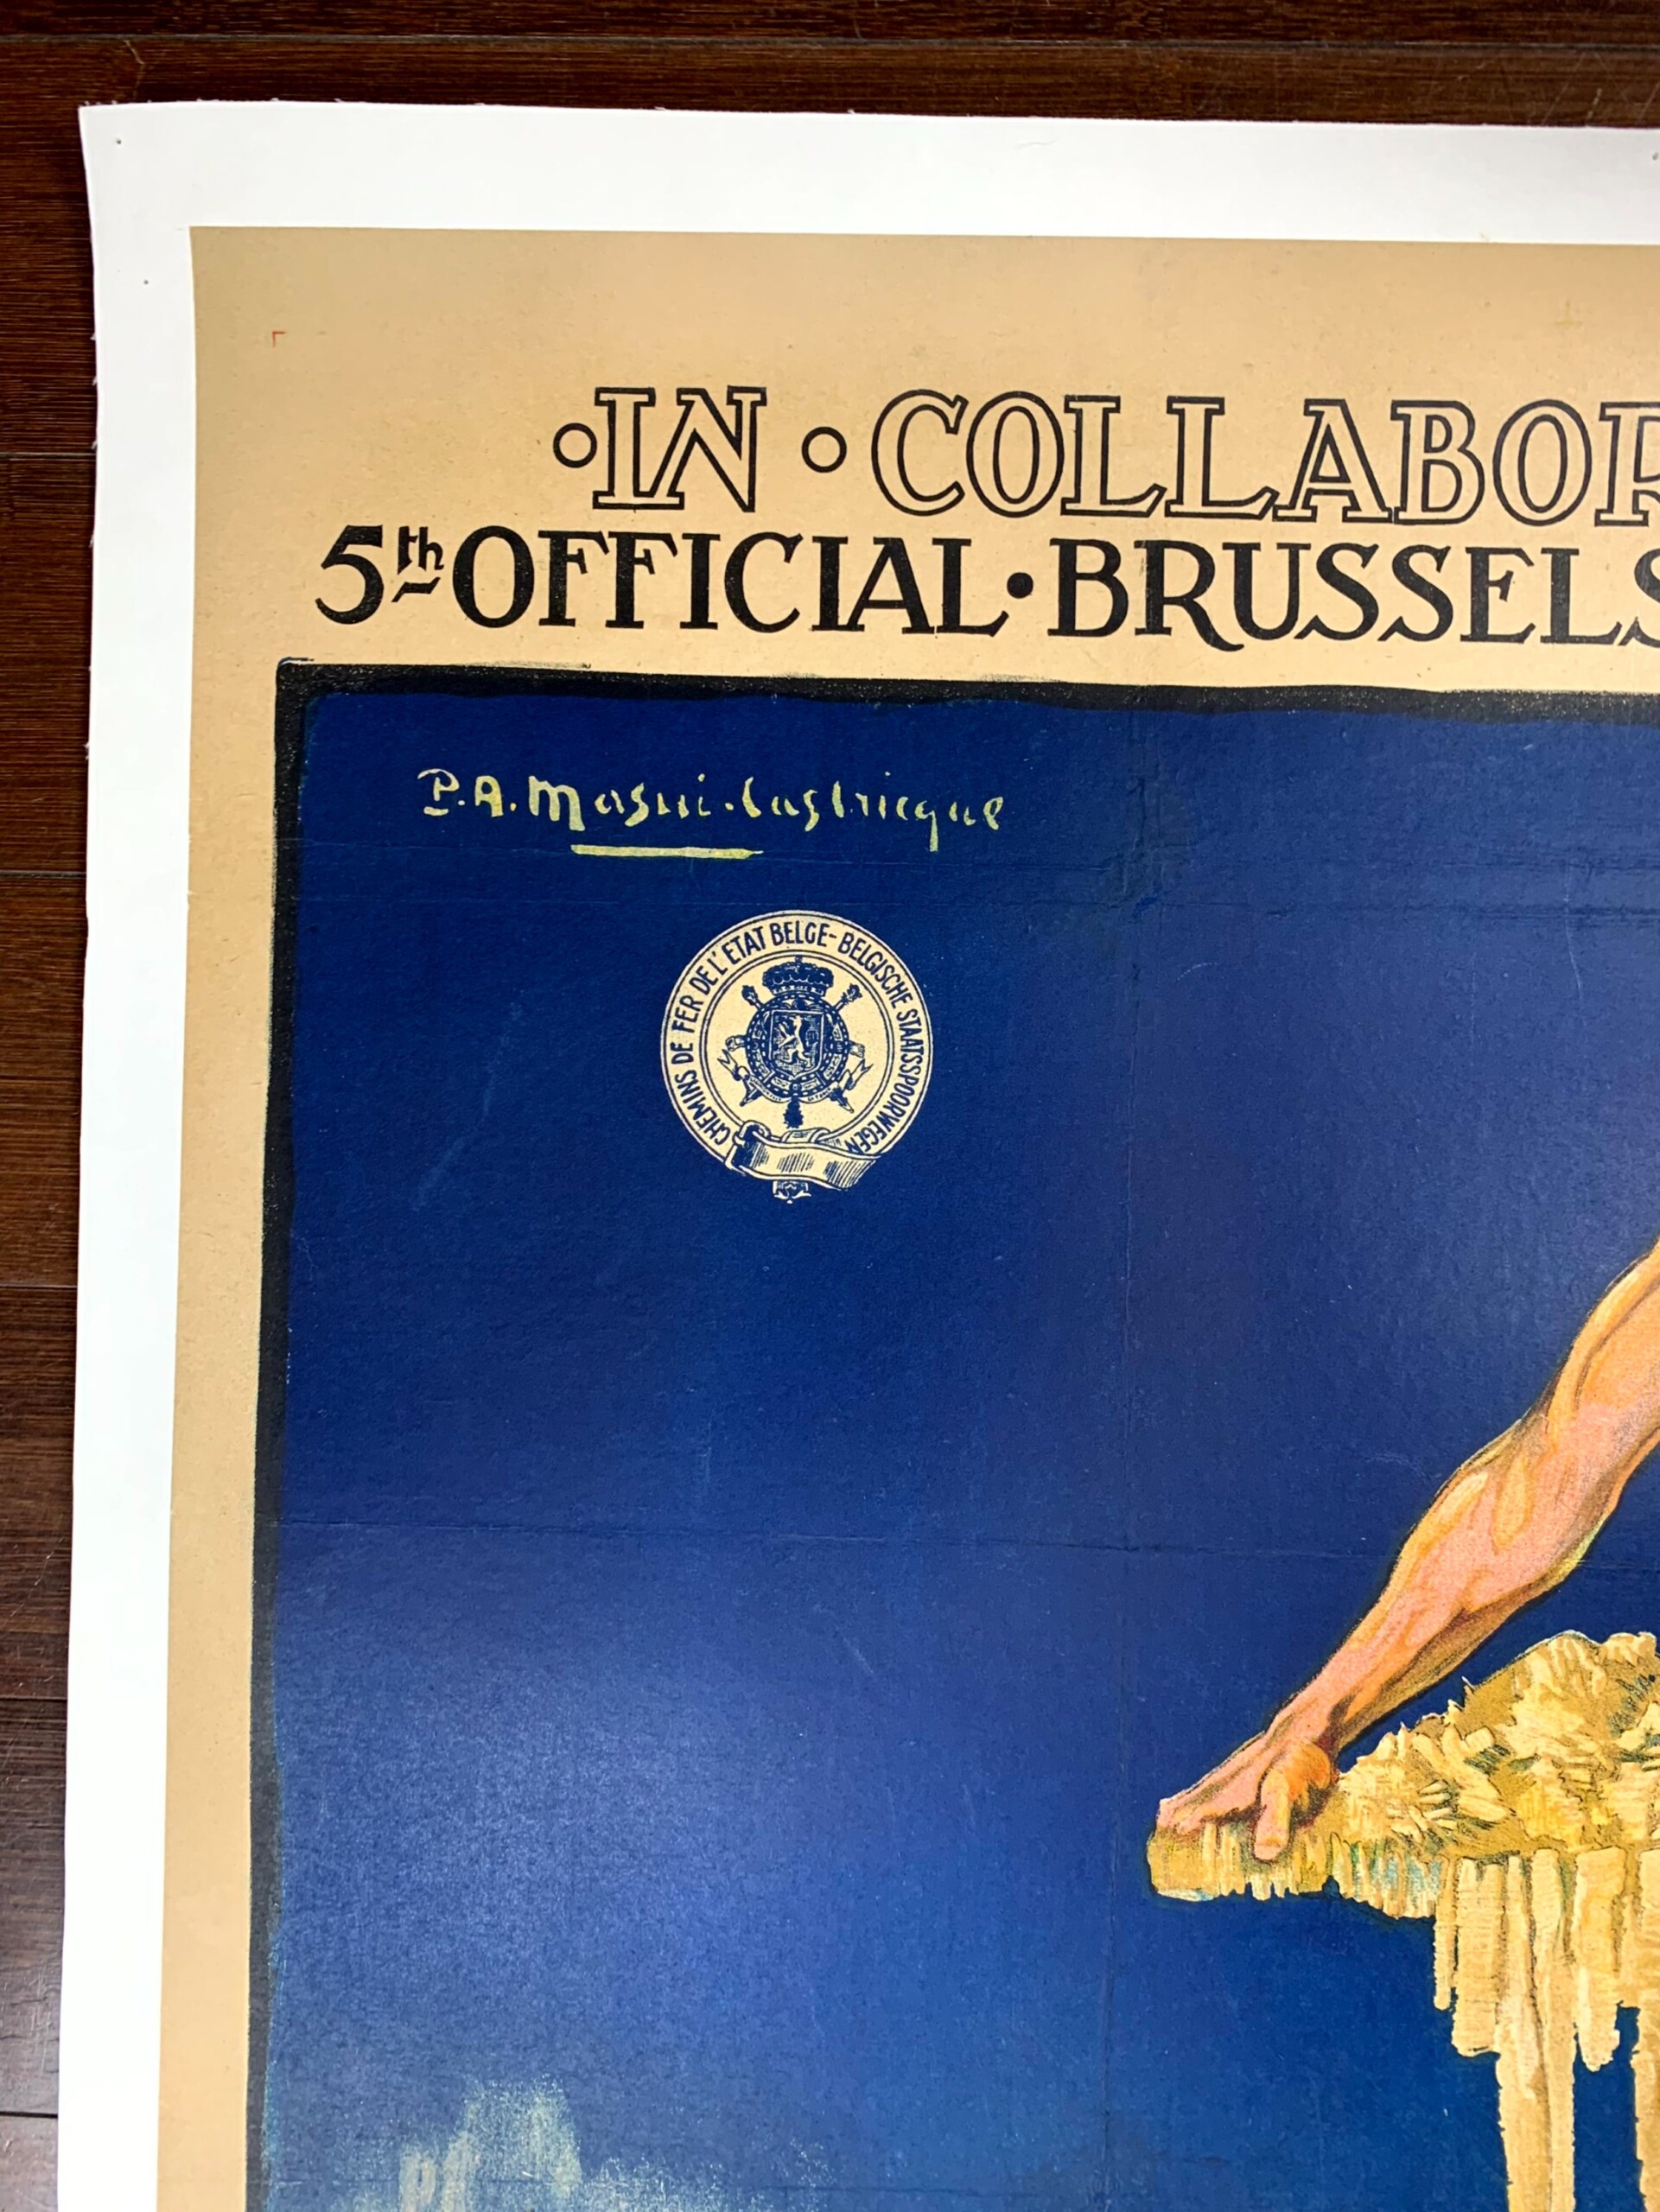 ·IN·COLLABOR
5th OFFICIAL·BRUSSELS
P.A. Masui-Castricque
CHEMINS DE FER DE L'ETAT BELGE-BELGISCHE STAATSSPOORWEGEN